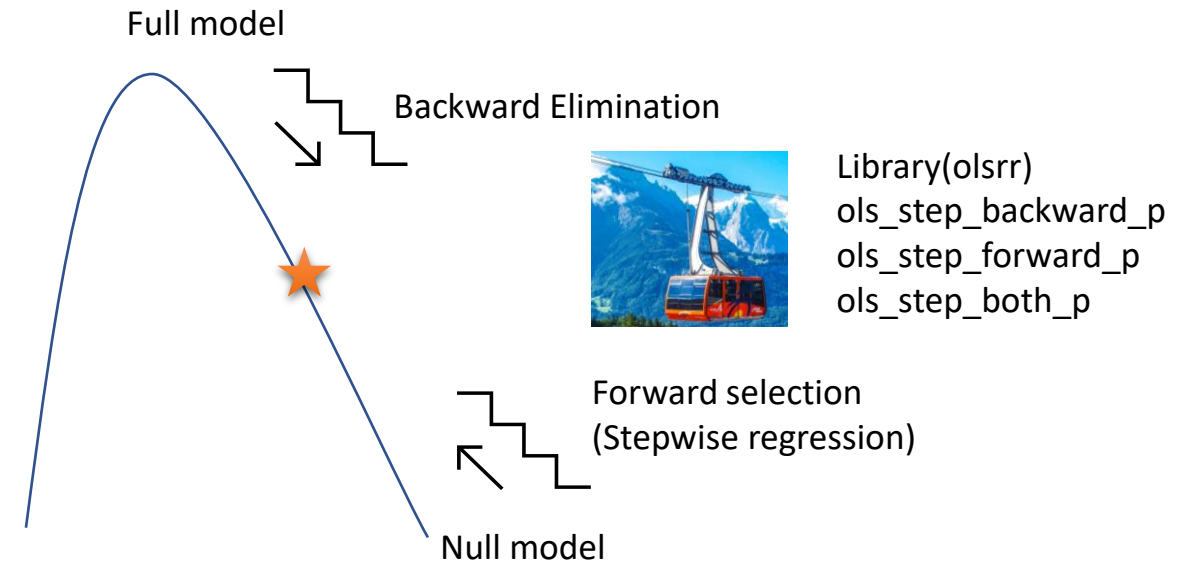 Full model
Backward Elimination
Library(olsrr)
ols_step_backward_p
ols_step_forward_p
ols_step_both_p
Forward selection
(Stepwise regression)
Null model